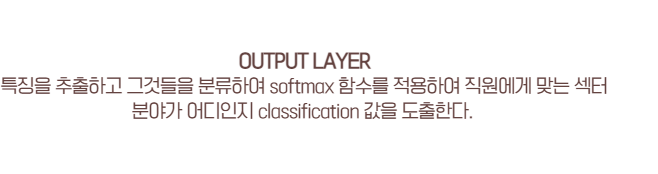 OUTPUT LAYER
특징을 추출하고 그것들을 분류하여 softmax 함수를 적용하여 직원에게 맞는 섹터
분야가 어디인지 classification 값을 도출한다.